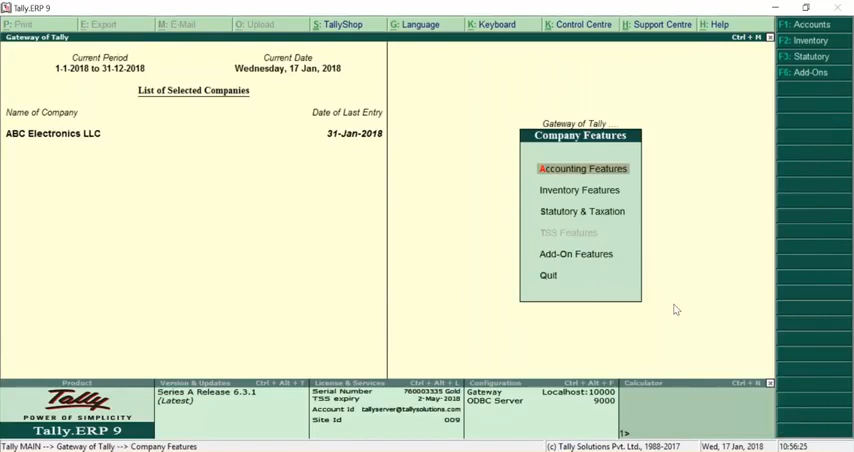 Tally.ERP 9
P: Print E: Export M: E-Mail O: Upload S: TallyShop G: Language K: Keyboard K: Control Centre H: Support Centre H: Help
F1: Accounts
F2: Inventory
F3: Statutory
F6: Add-Ons
Gateway of Tally Ctrl + M
Current Period Current Date
1-1-2018 to 31-12-2018 Wednesday, 17 Jan, 2018
List of Selected Companies
Name of Company Date of Last Entry
ABC Electronics LLC 31-Jan-2018
Gateway of Tally ....
Company Features
Accounting Features
Inventory Features
Statutory & Taxation
TSS Features
Add-On Features
Quit
Product
Tally
POWER OF SIMPLICITY
Tally.ERP 9
Version & Updates Ctrl + Alt + T
Series A Release 6.3.1
(Latest)
License & Services Ctrl + Alt + L
Serial Number 760003335 Gold
TSS expiry 2-May-2018
Account Id tallyserver@tallysolutions.com
Site Id 009
Configuration Ctrl + Alt + F
Gateway Localhost:10000
ODBC Server 9000
Calculator Ctrl + N
1>
Tally MAIN --> Gateway of Tally --> Company Features (c) Tally Solutions Pvt. Ltd., 1988-2017 Wed, 17 Jan, 2018 10:56:25